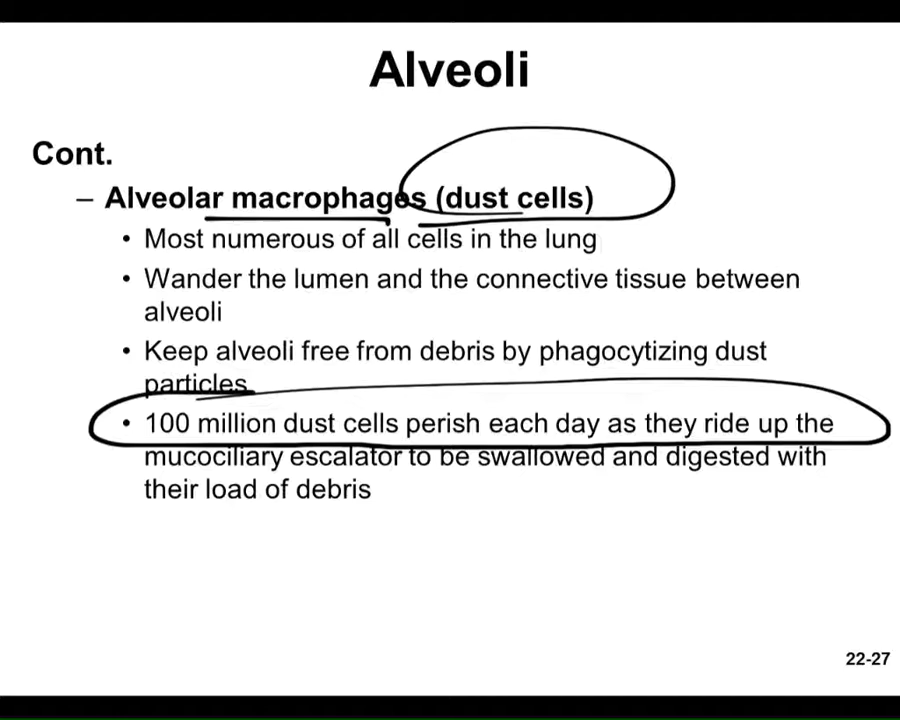 Alveoli
Cont.
– Alveolar macrophages (dust cells)
• Most numerous of all cells in the lung
• Wander the lumen and the connective tissue between
alveoli
• Keep alveoli free from debris by phagocytizing dust
particles
• 100 million dust cells perish each day as they ride up the
mucociliary escalator to be swallowed and digested with
their load of debris
22-27